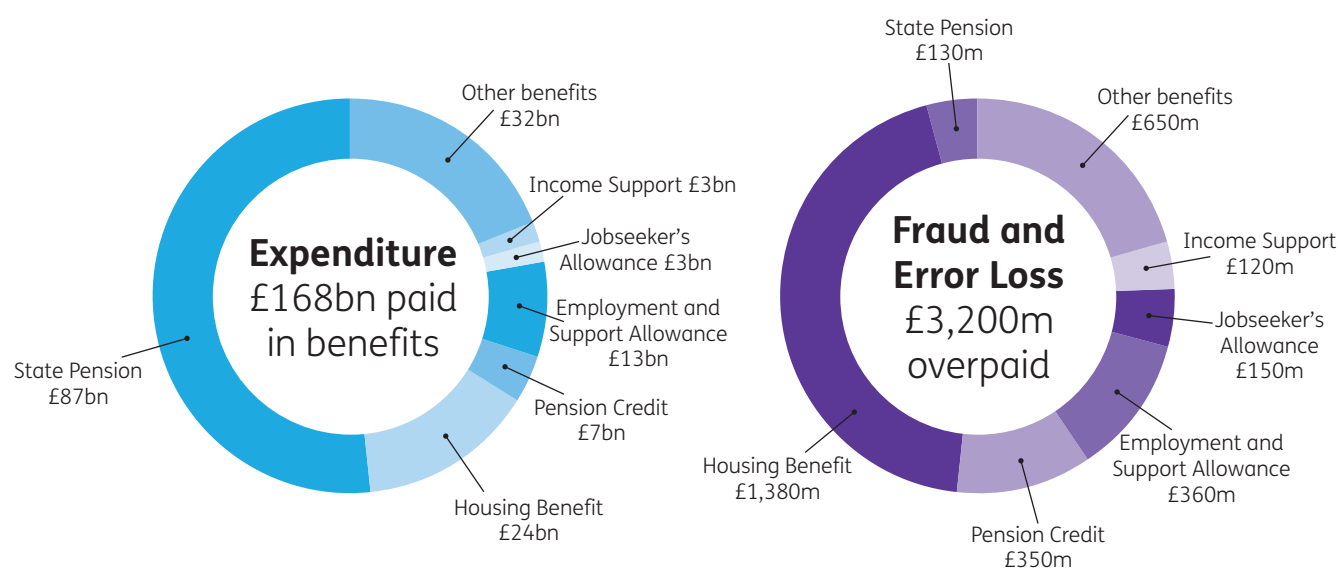 Expenditure
£168bn paid
in benefits
Other benefits
£32bn
Income Support £3bn
Jobseeker's
Allowance £3bn
Employment and
Support Allowance
£13bn
Pension Credit
£7bn
Housing Benefit
£24bn
State Pension
£87bn
Fraud and
Error Loss
£3,200m
overpaid
State Pension
£130m
Other benefits
£650m
Income Support
£120m
Jobseeker's
Allowance
£150m
Employment and
Support Allowance
£360m
Pension Credit
£350m
Housing Benefit
£1,380m